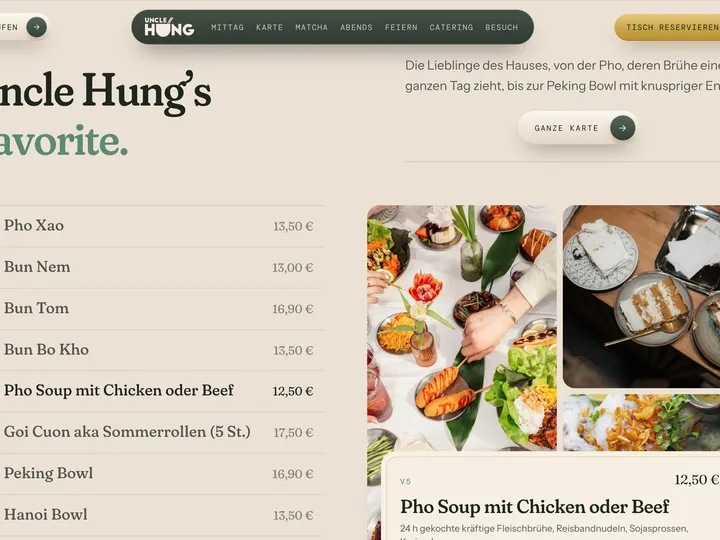 UNCLE
HUNG
MITTAG KARTE MATCHA ABENDS FEIERN CATERING BESUCH
TISCH RESERVIEREN
ncle Hung's
avorite.
Die Lieblinge des Hauses, von der Pho, deren Brühe
ganzen Tag zieht, bis zur Peking Bowl mit knuspriger
GANZE KARTE
Pho Xao 13,50 €
Bun Nem 13,00 €
Bun Tom 16,90 €
Bun Bo Kho 13,50 €
Pho Soup mit Chicken oder Beef 12,50 €
Goi Cuon aka Sommerrollen (5 St.) 17,50 €
Peking Bowl 16,90 €
Hanoi Bowl 13,50 €
V5
12,50 €
Pho Soup mit Chicken oder Beef
24 h gekochte kräftige Fleischbrühe, Reisbandnudeln, Sojasprossen,